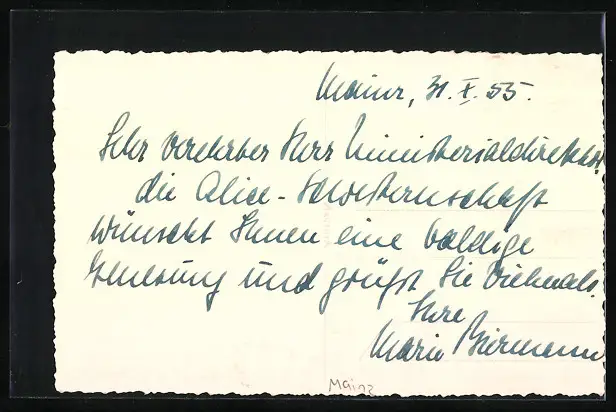 Mainz, 31. X. 55.
Sehr verehrter Herr Ministerialdirektor!
die Alice-Schwesternschaft
wünscht Ihnen eine baldige
Genesung und grüßt Sie vielmals.
Ihre
Marie Biermann
Mainz